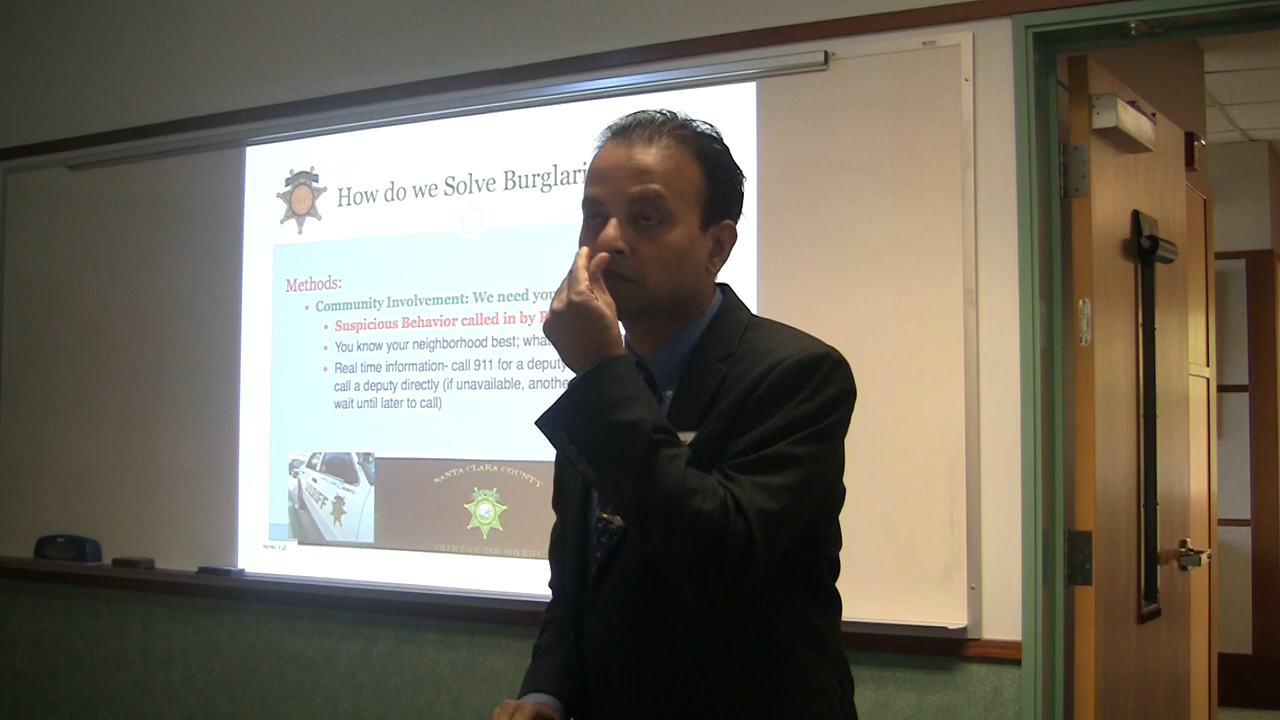 How do we Solve Burglari
Methods:
Community Involvement: We need you
Suspicious Behavior called in by
You know your neighborhood best; what
Real time information- call 911 for a deputy
call a deputy directly (if unavailable, anothe
wait until later to call)
SHERIFF
SANTA CLARA COUNTY
OFFICE OF THE SHERIFF